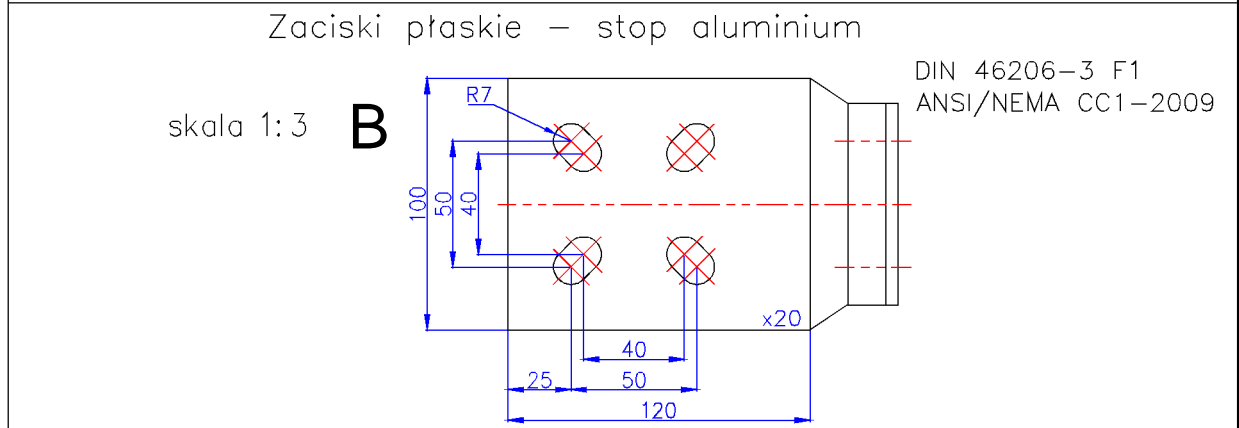 Zaciski płaskie – stop aluminium
DIN 46206–3 F1
ANSI/NEMA CC1–2009
skala 1:3
B
R7
100
50
40
x20
40
25
50
120